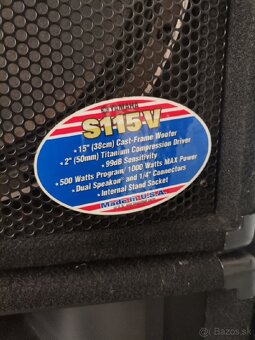 YAMAHA
S115V
• 15" (38cm) Cast-Frame Woofer
• 2" (50mm) Titanium Compression Driver
• 99dB Sensitivity
• 500 Watts Program/ 1000 Watts MAX Power
• Dual Speakon® and 1/4" Connectors
• Internal Stand Socket
Made in U.S.A.
bazos.sk